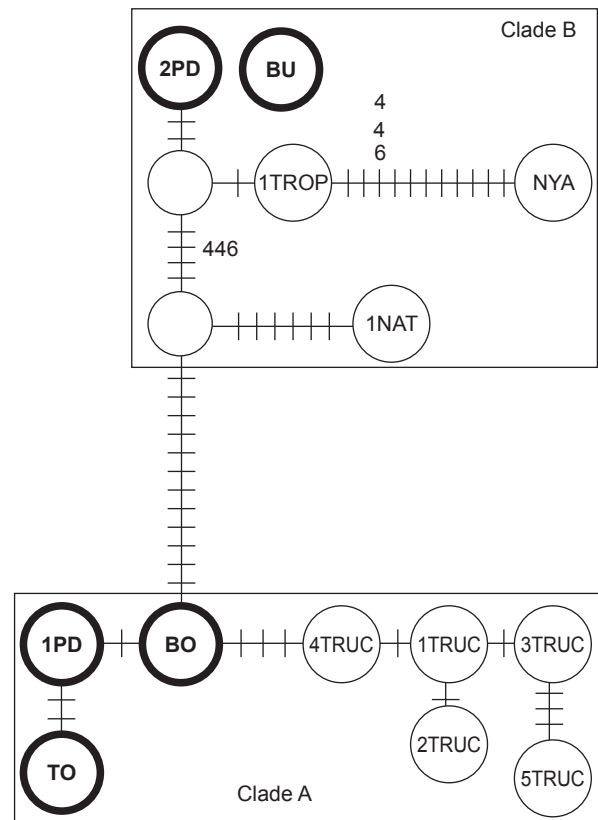 Clade B
2PD
BU
4
4
6
1TROP
NYA
446
1NAT
1PD
BO
4TRUC
1TRUC
3TRUC
2TRUC
TO
5TRUC
Clade A